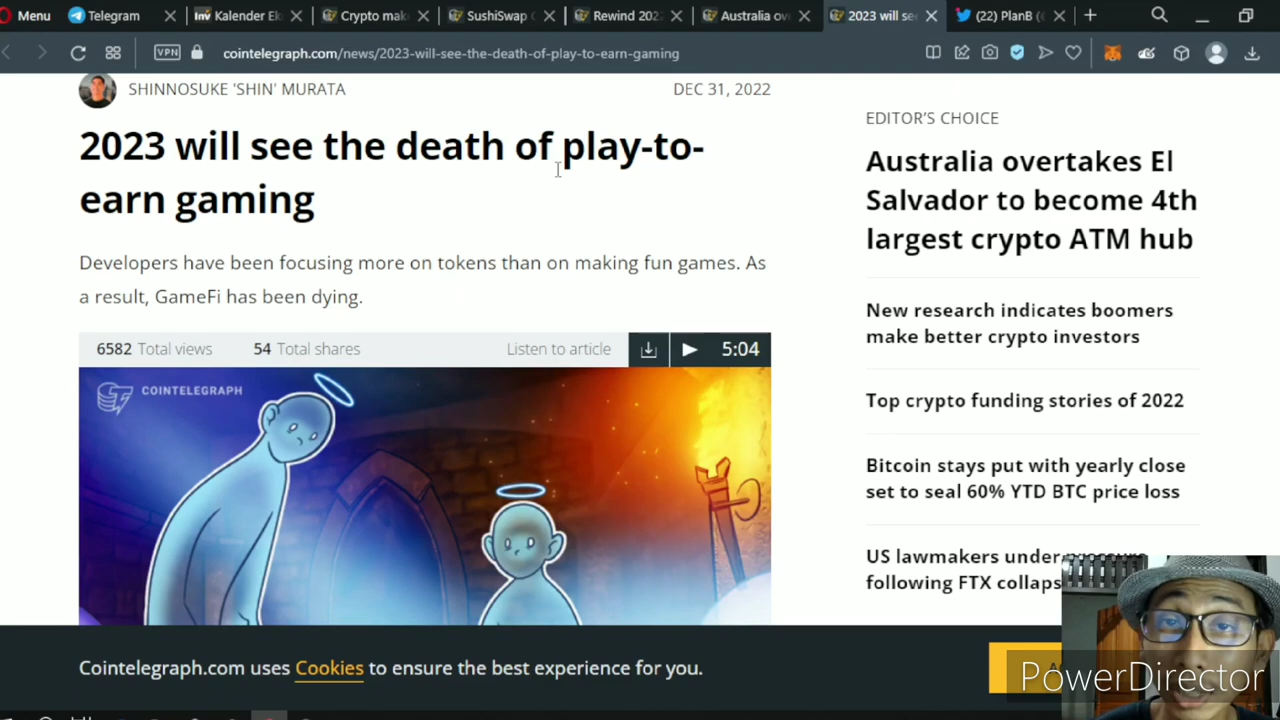 Menu
Telegram
Inv Kalender Ek
Crypto mak
SushiSwap
Rewind 2022
Australia ov
2023 will se
(22) PlanB (
VPN
cointelegraph.com/news/2023-will-see-the-death-of-play-to-earn-gaming
SHINNOSUKE 'SHIN' MURATA
DEC 31, 2022
2023 will see the death of play-to-
earn gaming
Developers have been focusing more on tokens than on making fun games. As
a result, GameFi has been dying.
6582 Total views
54 Total shares
Listen to article
5:04
COINTELEGRAPH
EDITOR'S CHOICE
Australia overtakes El
Salvador to become 4th
largest crypto ATM hub
New research indicates boomers
make better crypto investors
Top crypto funding stories of 2022
Bitcoin stays put with yearly close
set to seal 60% YTD BTC price loss
US lawmakers under pressure
following FTX collaps
Cointelegraph.com uses Cookies to ensure the best experience for you.
PowerDirector